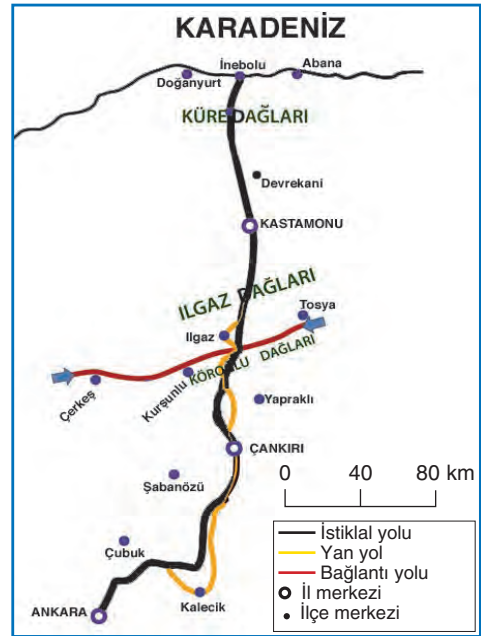 KARADENİZ
İnebolu
Abana
Doğanyurt
KÜRE DAĞLARI
Devrekani
KASTAMONU
ILGAZ DAĞLARI
Tosya
Ilgaz
KÖROĞLU DAĞLARI
Çerkeş
Kurşunlu
Yapraklı
ÇANKIRI
Şabanözü
0 40 80 km
Çubuk
Kalecik
ANKARA
İstiklal yolu
Yan yol
Bağlantı yolu
İl merkezi
İlçe merkezi